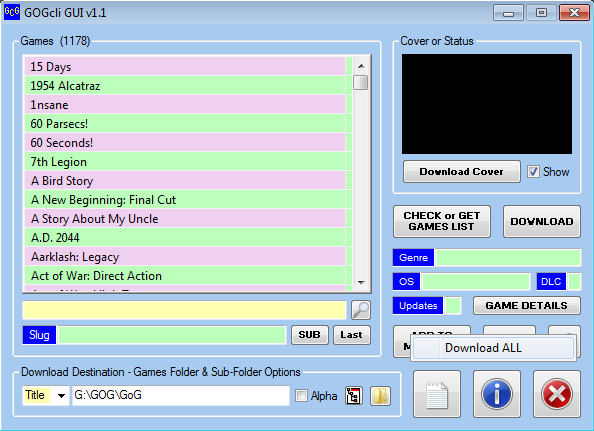 GOGcli GUI v1.1
Games (1178)
15 Days
1954 Alcatraz
1nsane
60 Parsecs!
60 Seconds!
7th Legion
A Bird Story
A New Beginning: Final Cut
A Story About My Uncle
A.D. 2044
Aarklash: Legacy
Act of War: Direct Action
Slug
SUB
Last
Cover or Status
Download Cover
Show
CHECK or GET
GAMES LIST
DOWNLOAD
Genre
OS
DLC
Updates
GAME DETAILS
ADD TO
Download ALL
Download Destination - Games Folder & Sub-Folder Options
Title
G:\GOG\GoG
Alpha